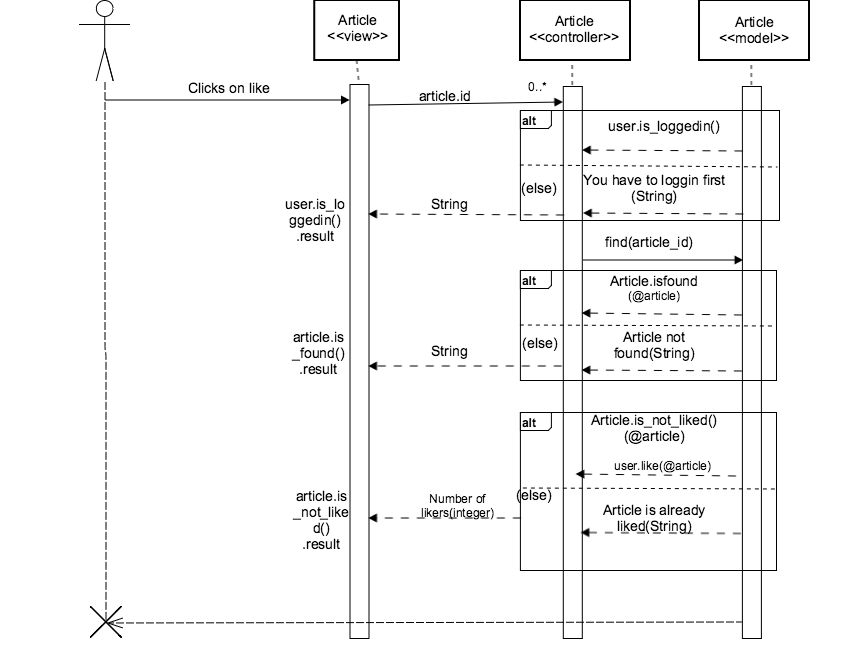 Article
<<view>>
Article
<<controller>>
Article
<<model>>
Clicks on like
article.id
0..*
alt
user.is_loggedin()
(else)
You have to loggin first
(String)
String
user.is_lo
ggedin()
.result
find(article_id)
alt
Article.isfound
(@article)
(else)
Article not
found(String)
String
article.is
_found()
.result
alt
Article.is_not_liked()
(@article)
user.like(@article)
(else)
Number of
likers(integer)
Article is already
liked(String)
article.is
_not_like
d()
.result